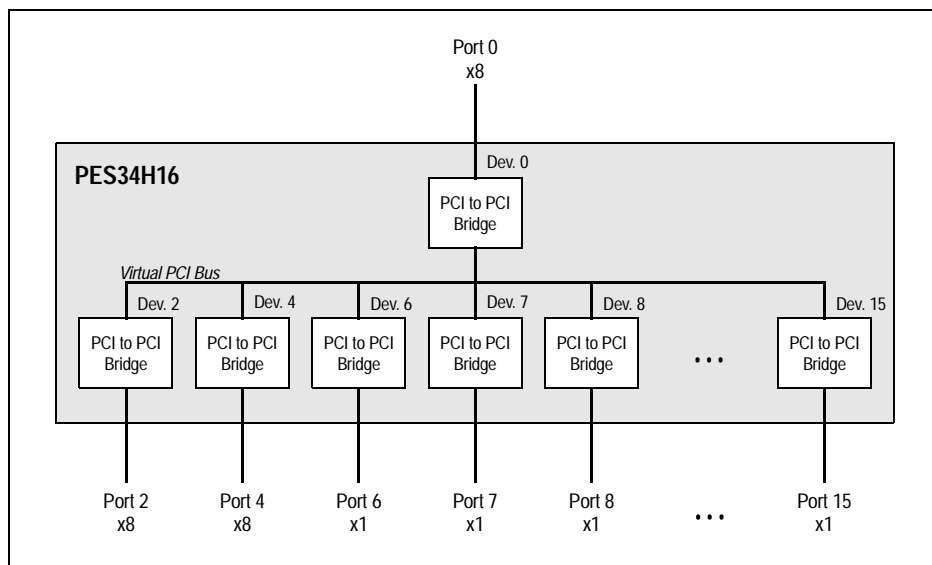 Port 0
x8
PES34H16
Dev. 0
PCI to PCI
Bridge
Virtual PCI Bus
Dev. 2
Dev. 4
Dev. 6
Dev. 7
Dev. 8
Dev. 15
PCI to PCI
Bridge
PCI to PCI
Bridge
PCI to PCI
Bridge
PCI to PCI
Bridge
PCI to PCI
Bridge
...
PCI to PCI
Bridge
Port 2
x8
Port 4
x8
Port 6
x1
Port 7
x1
Port 8
x1
...
Port 15
x1